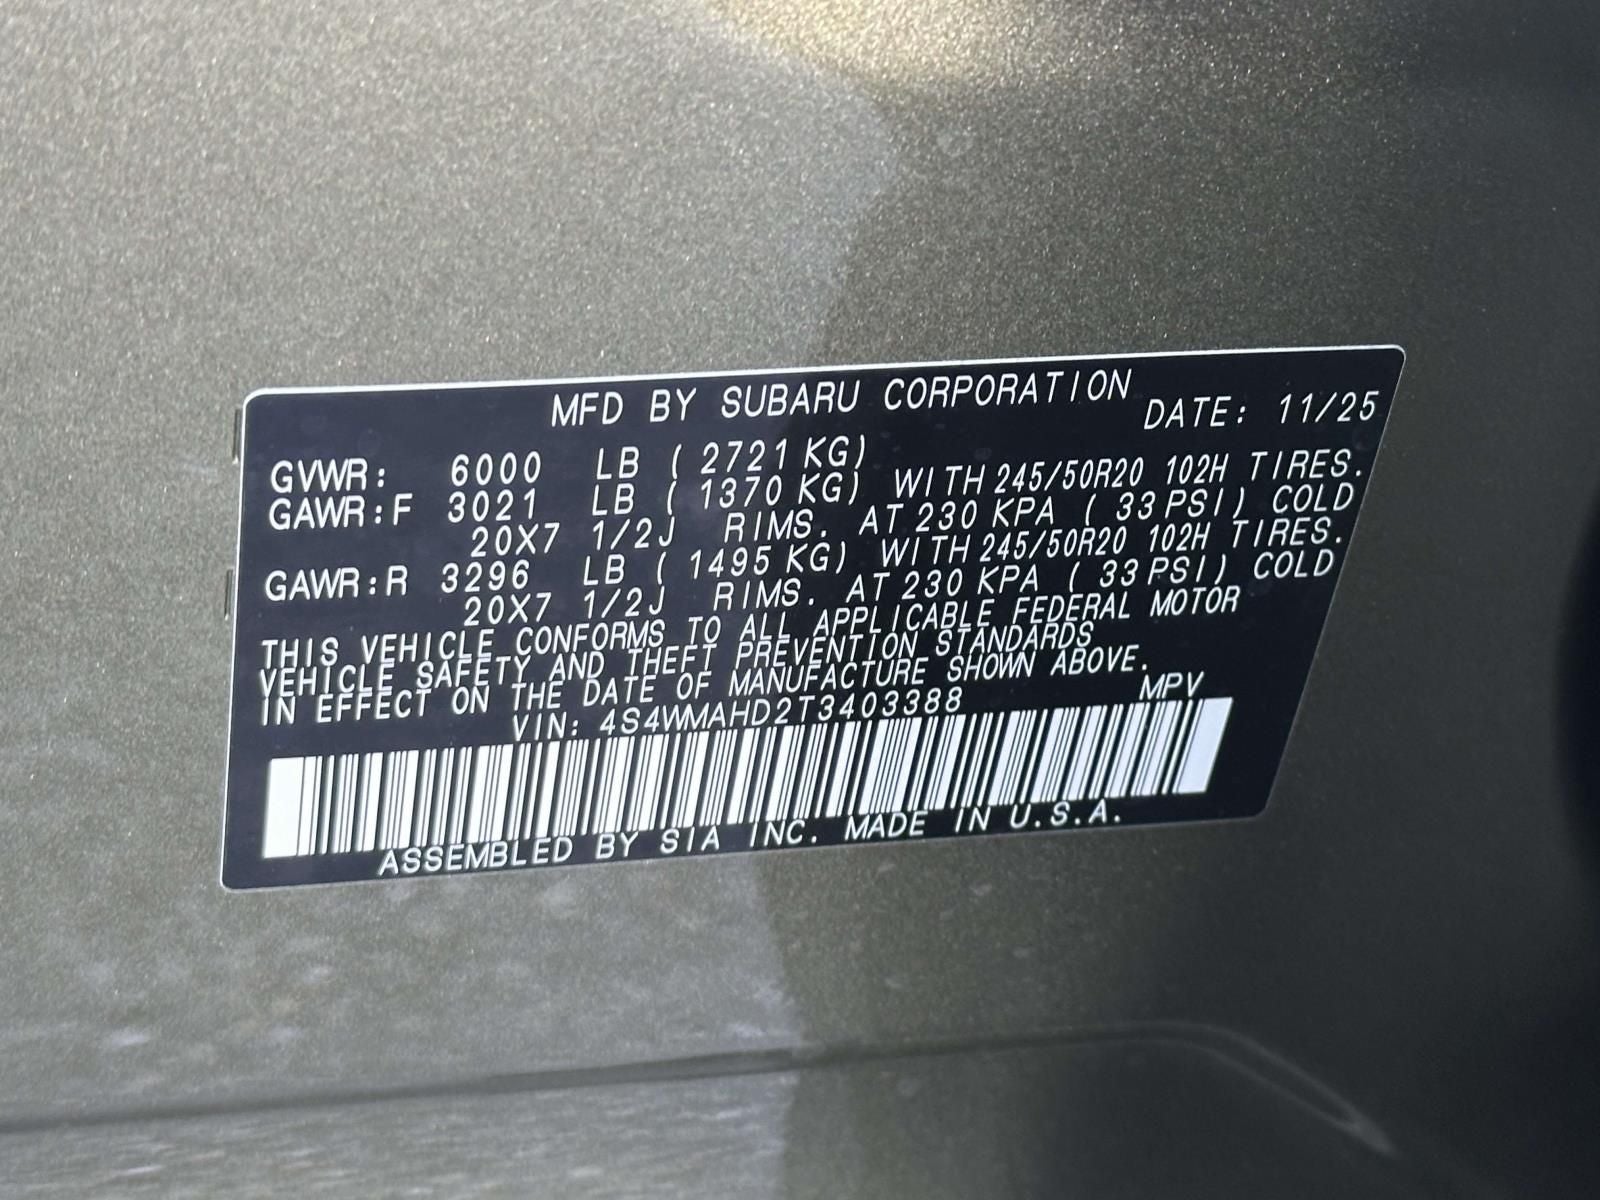 MFD BY SUBARU CORPORATION DATE: 11/25
GVWR: 6000 LB ( 2721 KG)
GAWR:F 3021 LB ( 1370 KG) WITH 245/50R20 102H TIRES.
20X7 1/2J RIMS. AT 230 KPA ( 33 PSI) COLD
GAWR:R 3296 LB ( 1495 KG) WITH 245/50R20 102H TIRES.
20X7 1/2J RIMS. AT 230 KPA ( 33 PSI) COLD
THIS VEHICLE CONFORMS TO ALL APPLICABLE FEDERAL MOTOR
VEHICLE SAFETY AND THEFT PREVENTION STANDARDS
IN EFFECT ON THE DATE OF MANUFACTURE SHOWN ABOVE.
VIN: 4S4WMAHD2T3403388 MPV
ASSEMBLED BY SIA INC. MADE IN U.S.A.